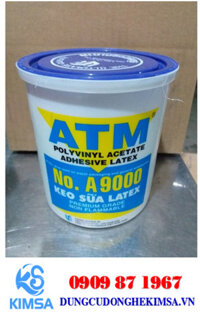 ATM
POLYVINYL ACETATE
ADHESIVE LATEX
No. A9000
KEO SỮA LATEX
PREMIUM GRADE
NON FLAMMABLE
KIMSA
0909 87 1967
DUNGCUDONGHEKIMSA.VN